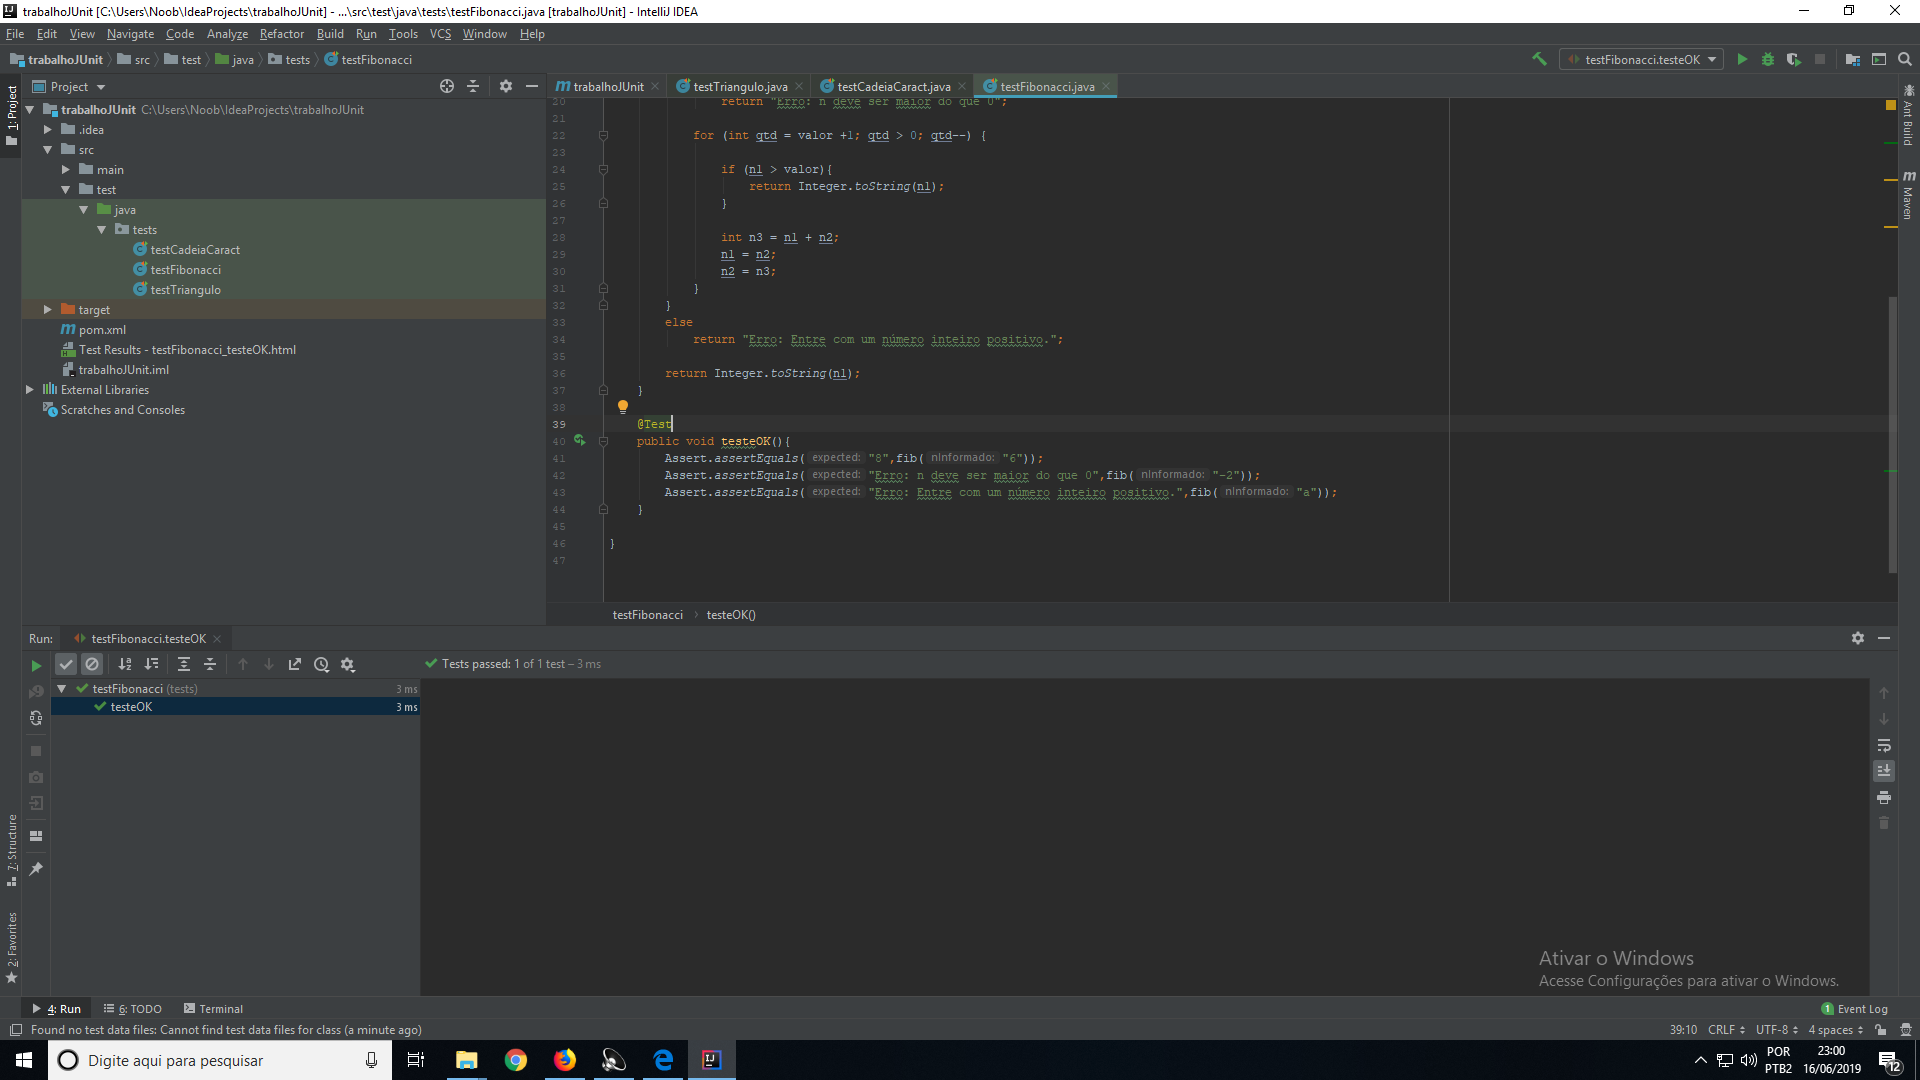 trabalhoJUnit [C:\Users\Noob\IdeaProjects\trabalhoJUnit] - ...\src\test\java\tests\testFibonacci.java [trabalhoJUnit] - IntelliJ IDEA
File Edit View Navigate Code Analyze Refactor Build Run Tools VCS Window Help
trabalhoJUnit src test java tests testFibonacci
testFibonacci.testeOK
1: Project
Project
trabalhoJUnit C:\Users\Noob\IdeaProjects\trabalhoJUnit
.idea
src
main
test
java
tests
testCadeiaCaract
testFibonacci
testTriangulo
target
pom.xml
Test Results - testFibonacci_testeOK.html
trabalhoJUnit.iml
External Libraries
Scratches and Consoles
trabalhoJUnit testTriangulo.java testCadeiaCaract.java testFibonacci.java
20 return "Erro: n deve ser maior do que 0";
21
22 for (int qtd = valor +1; qtd > 0; qtd--) {
23
24 if (n1 > valor){
25 return Integer.toString(n1);
26 }
27
28 int n3 = n1 + n2;
29 n1 = n2;
30 n2 = n3;
31 }
32 }
33 else
34 return "Erro: Entre com um número inteiro positivo.";
35
36 return Integer.toString(n1);
37 }
38
39 @Test
40 public void testeOK(){
41 Assert.assertEquals( expected: "8",fib( nInformado: "6"));
42 Assert.assertEquals( expected: "Erro: n deve ser maior do que 0",fib( nInformado: "-2"));
43 Assert.assertEquals( expected: "Erro: Entre com um número inteiro positivo.",fib( nInformado: "a"));
44 }
45
46 }
47
testFibonacci testeOK()
Ant Build
Maven
Run: testFibonacci.testeOK
Tests passed: 1 of 1 test – 3 ms
testFibonacci (tests) 3 ms
testeOK 3 ms
7: Structure
2: Favorites
Ativar o Windows
Acesse Configurações para ativar o Windows.
4: Run 6: TODO Terminal
1 Event Log
Found no test data files: Cannot find test data files for class (a minute ago)
39:10 CRLF UTF-8 4 spaces
Digite aqui para pesquisar
POR
PTB2
23:00
16/06/2019
12